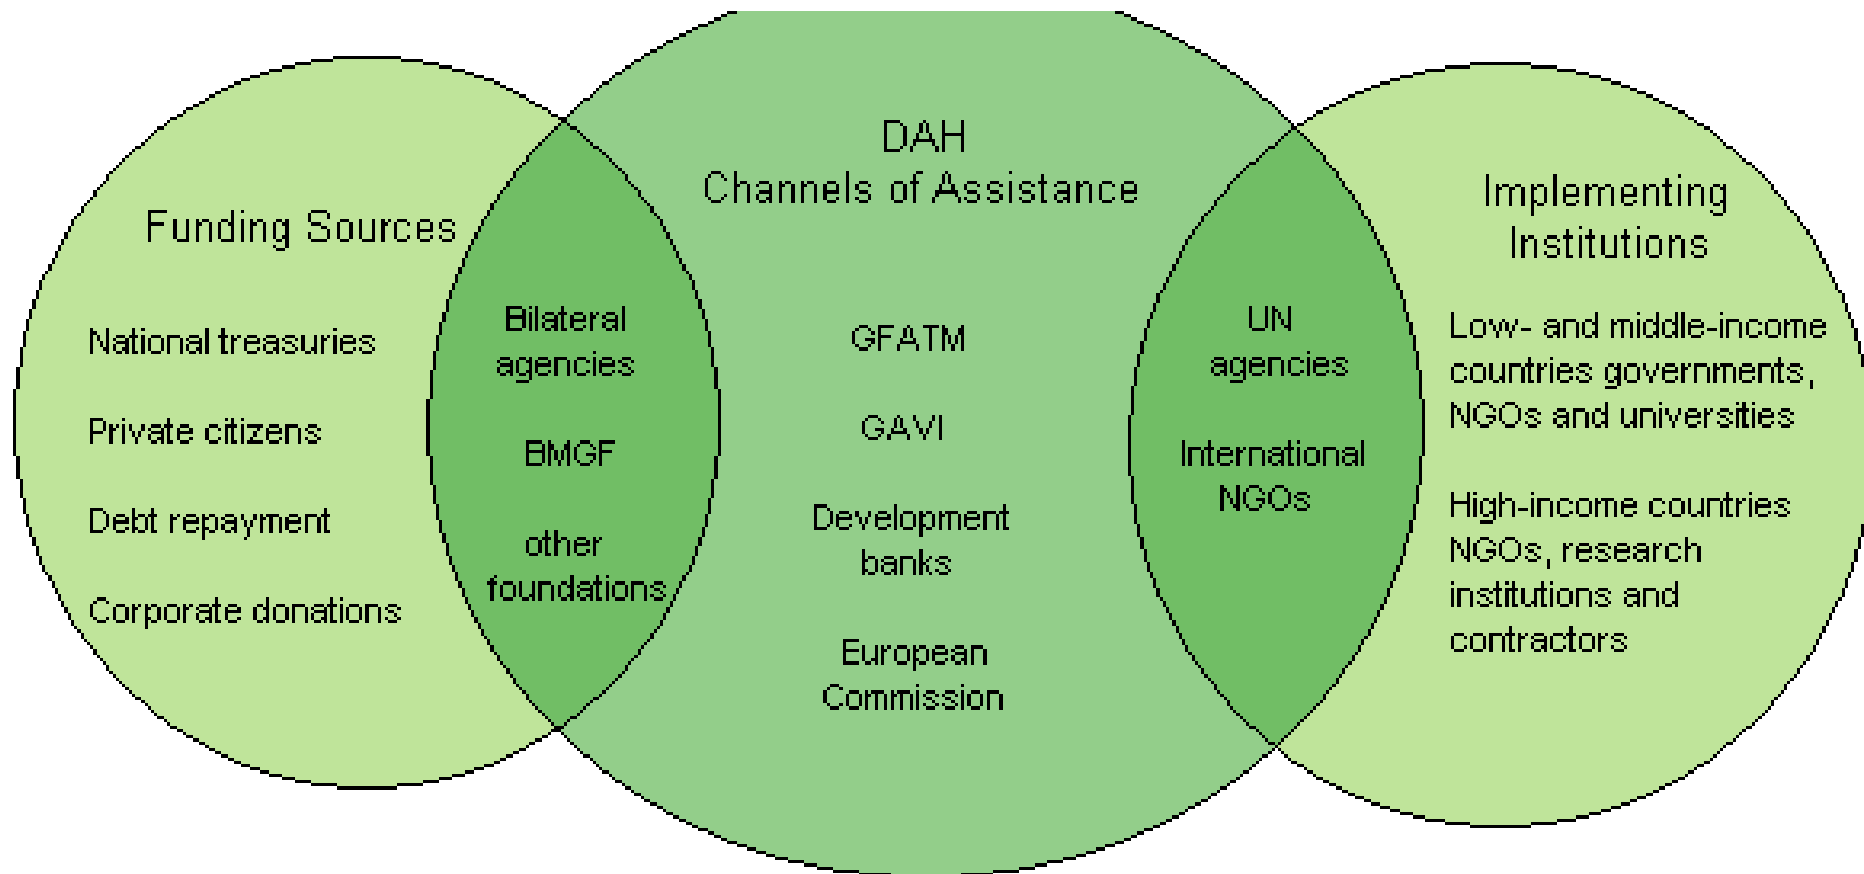 Funding Sources
National treasuries
Private citizens
Debt repayment
Corporate donations
Bilateral
agencies
BMGF
other
foundations
DAH
Channels of Assistance
GFATM
GAVI
Development
banks
European
Commission
UN
agencies
International
NGOs
Implementing
Institutions
Low- and middle-income
countries governments,
NGOs and universities
High-income countries
NGOs, research
institutions and
contractors